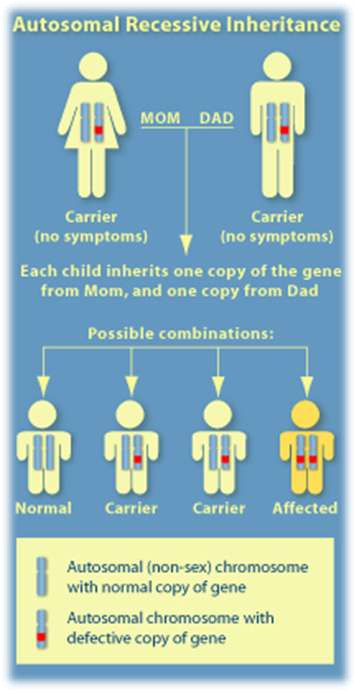 Autosomal Recessive Inheritance
MOM DAD
Carrier
(no symptoms)
Carrier
(no symptoms)
Each child inherits one copy of the gene
from Mom, and one copy from Dad
Possible combinations:
Normal Carrier Carrier Affected
Autosomal (non-sex) chromosome
with normal copy of gene
Autosomal chromosome with
defective copy of gene